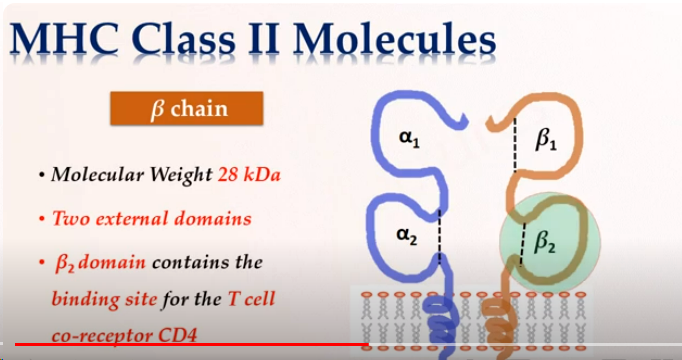 MHC Class II Molecules
β chain
• Molecular Weight 28 kDa
• Two external domains
• β₂ domain contains the
binding site for the T cell
co-receptor CD4
α₁
β₁
α₂
β₂